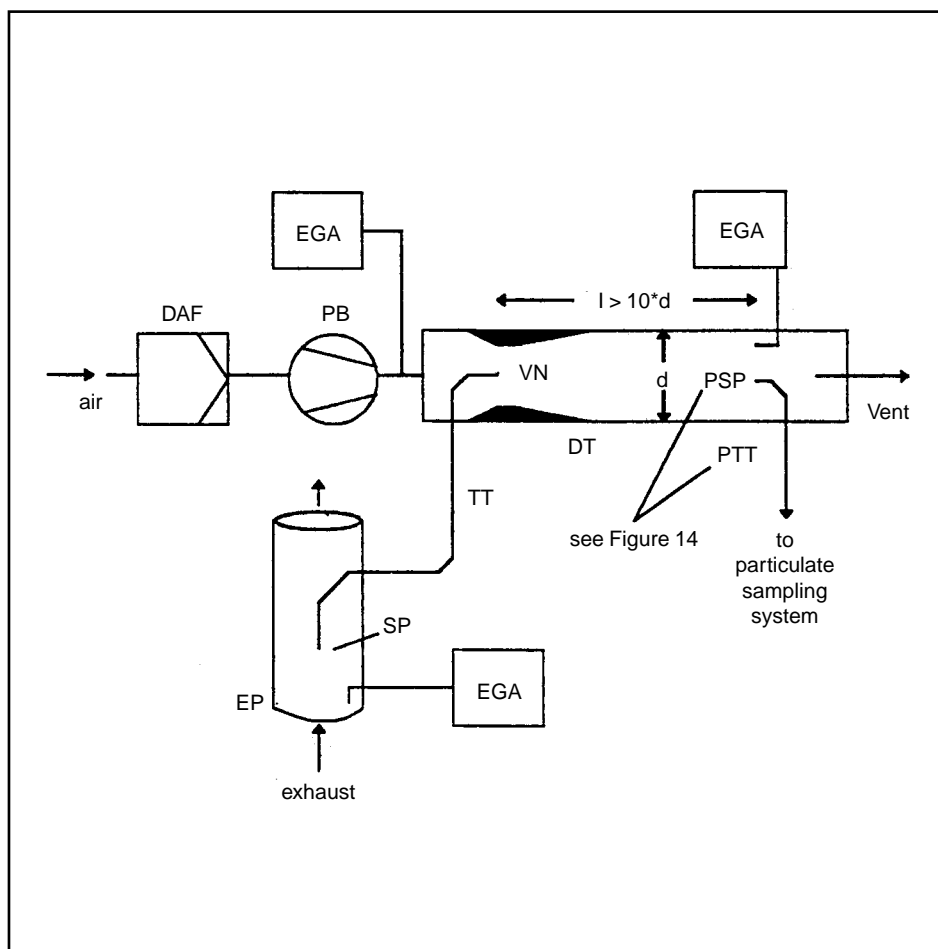 EGA
EGA
l > 10*d
DAF
PB
VN
d
PSP
air
Vent
DT
PTT
TT
see Figure 14
to
particulate
sampling
system
SP
EGA
EP
exhaust